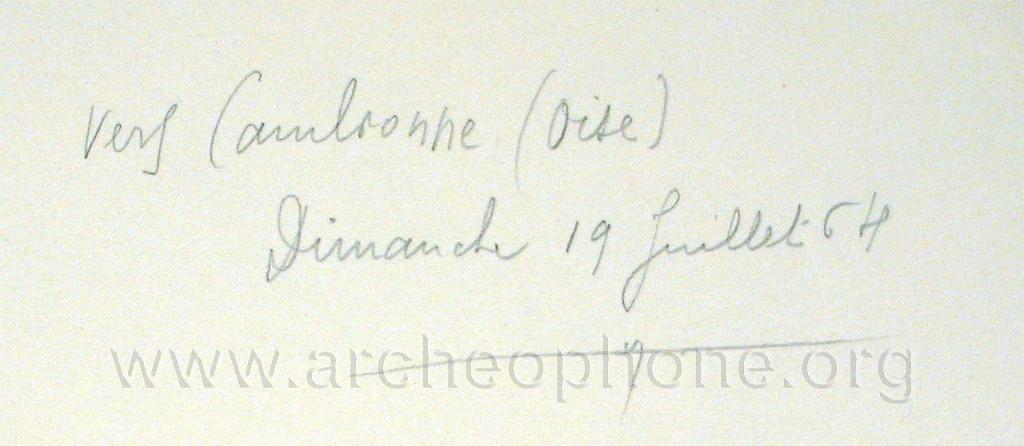 Vers Cambronne (Oise)
Dimanche 19 Juillet 64
www.archeophone.org